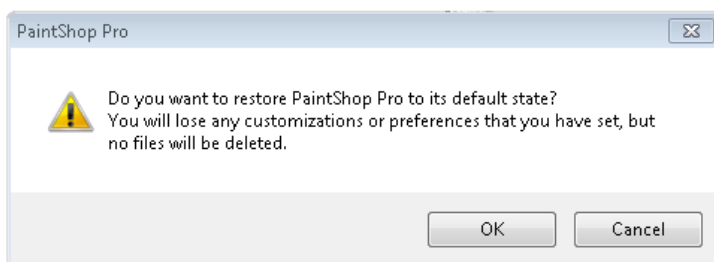 PaintShop Pro
Do you want to restore PaintShop Pro to its default state?
You will lose any customizations or preferences that you have set, but
no files will be deleted.
OK
Cancel